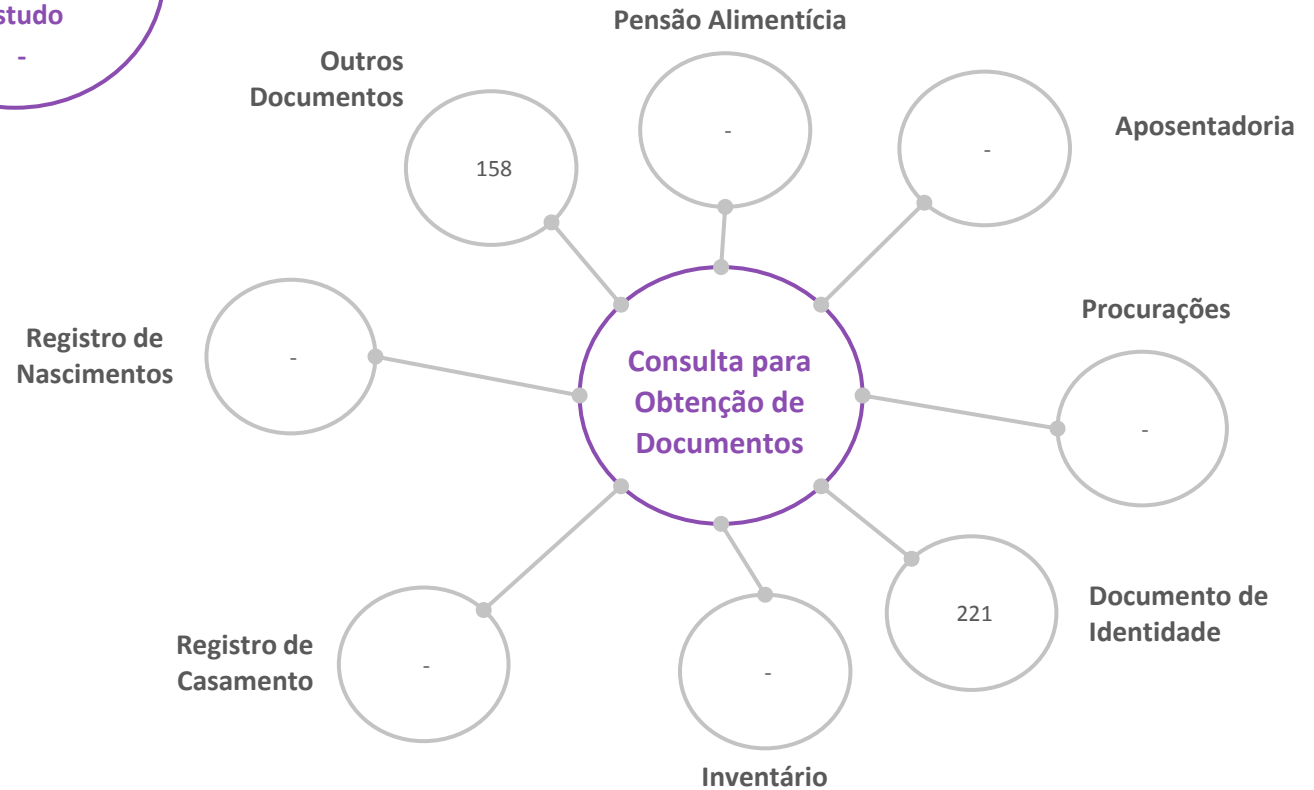 studo
-
Pensão Alimentícia
-
Outros
Documentos
158
Aposentadoria
-
Procurações
-
Registro de
Nascimentos
-
Consulta para
Obtenção de
Documentos
Documento de
Identidade
221
Registro de
Casamento
-
-
Inventário